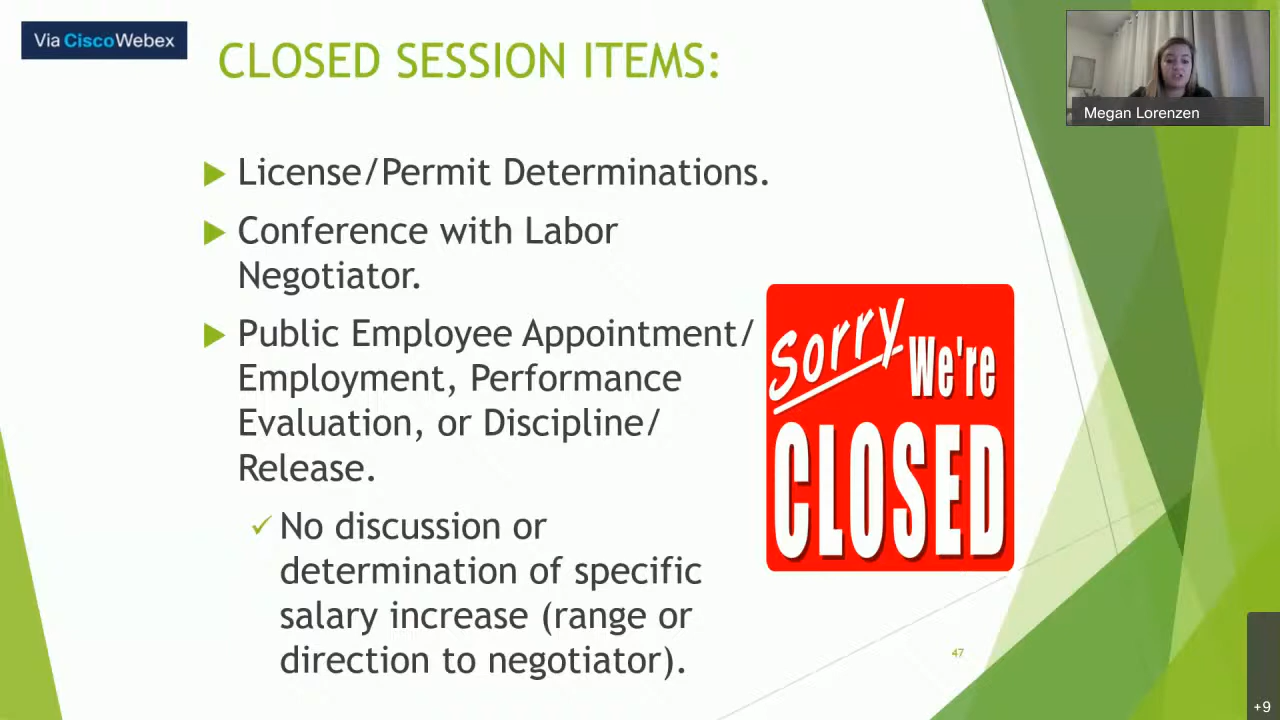 Via CiscoWebex
CLOSED SESSION ITEMS:
Megan Lorenzen
License/Permit Determinations.
Conference with Labor
Negotiator.
Public Employee Appointment/
Employment, Performance
Evaluation, or Discipline/
Release.
No discussion or
determination of specific
salary increase (range or
direction to negotiator).
Sorry
We're
CLOSED
47
+9